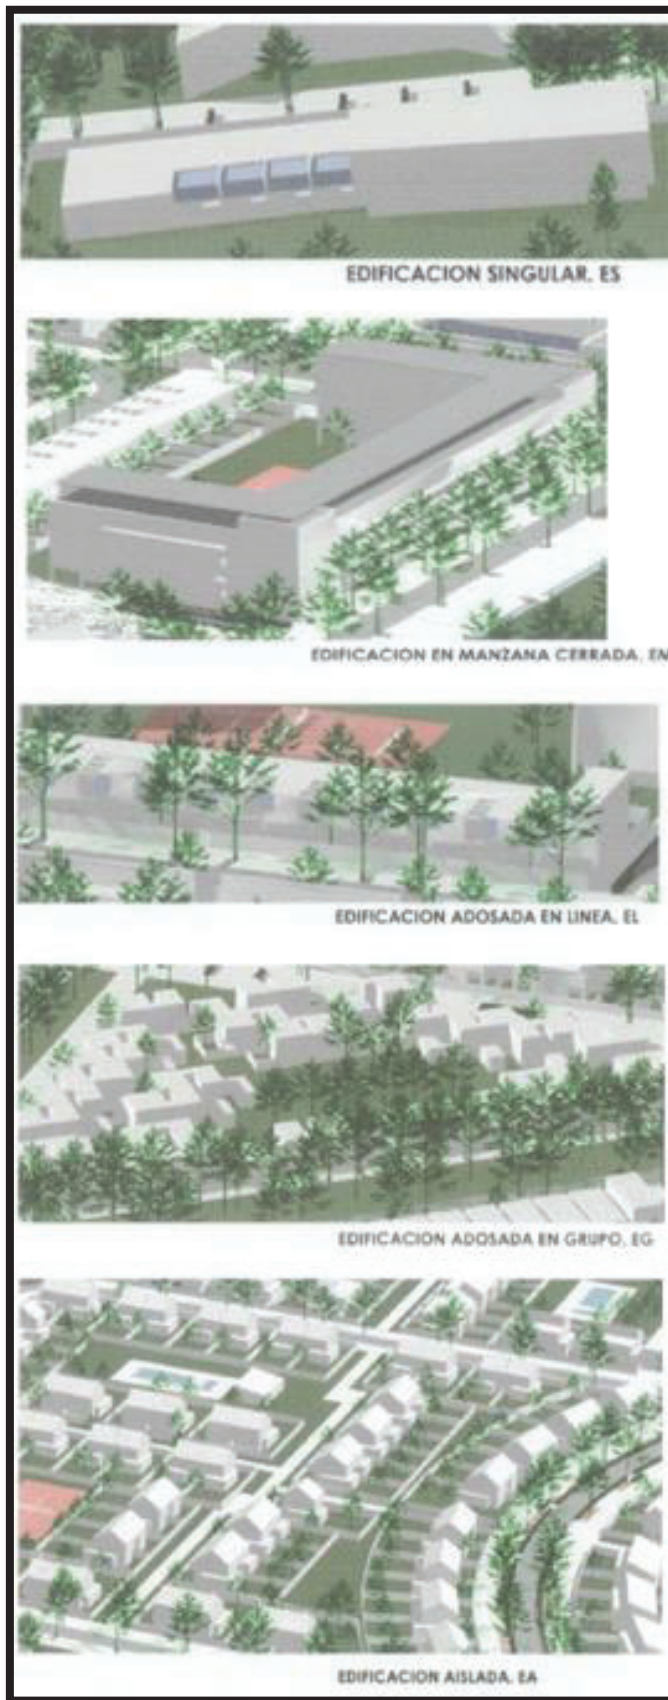 EDIFICACION SINGULAR. ES
EDIFICACION EN MANZANA CERRADA. EM
EDIFICACION ADOSADA EN LINEA. EL
EDIFICACION ADOSADA EN GRUPO. EG
EDIFICACION AISLADA. EA